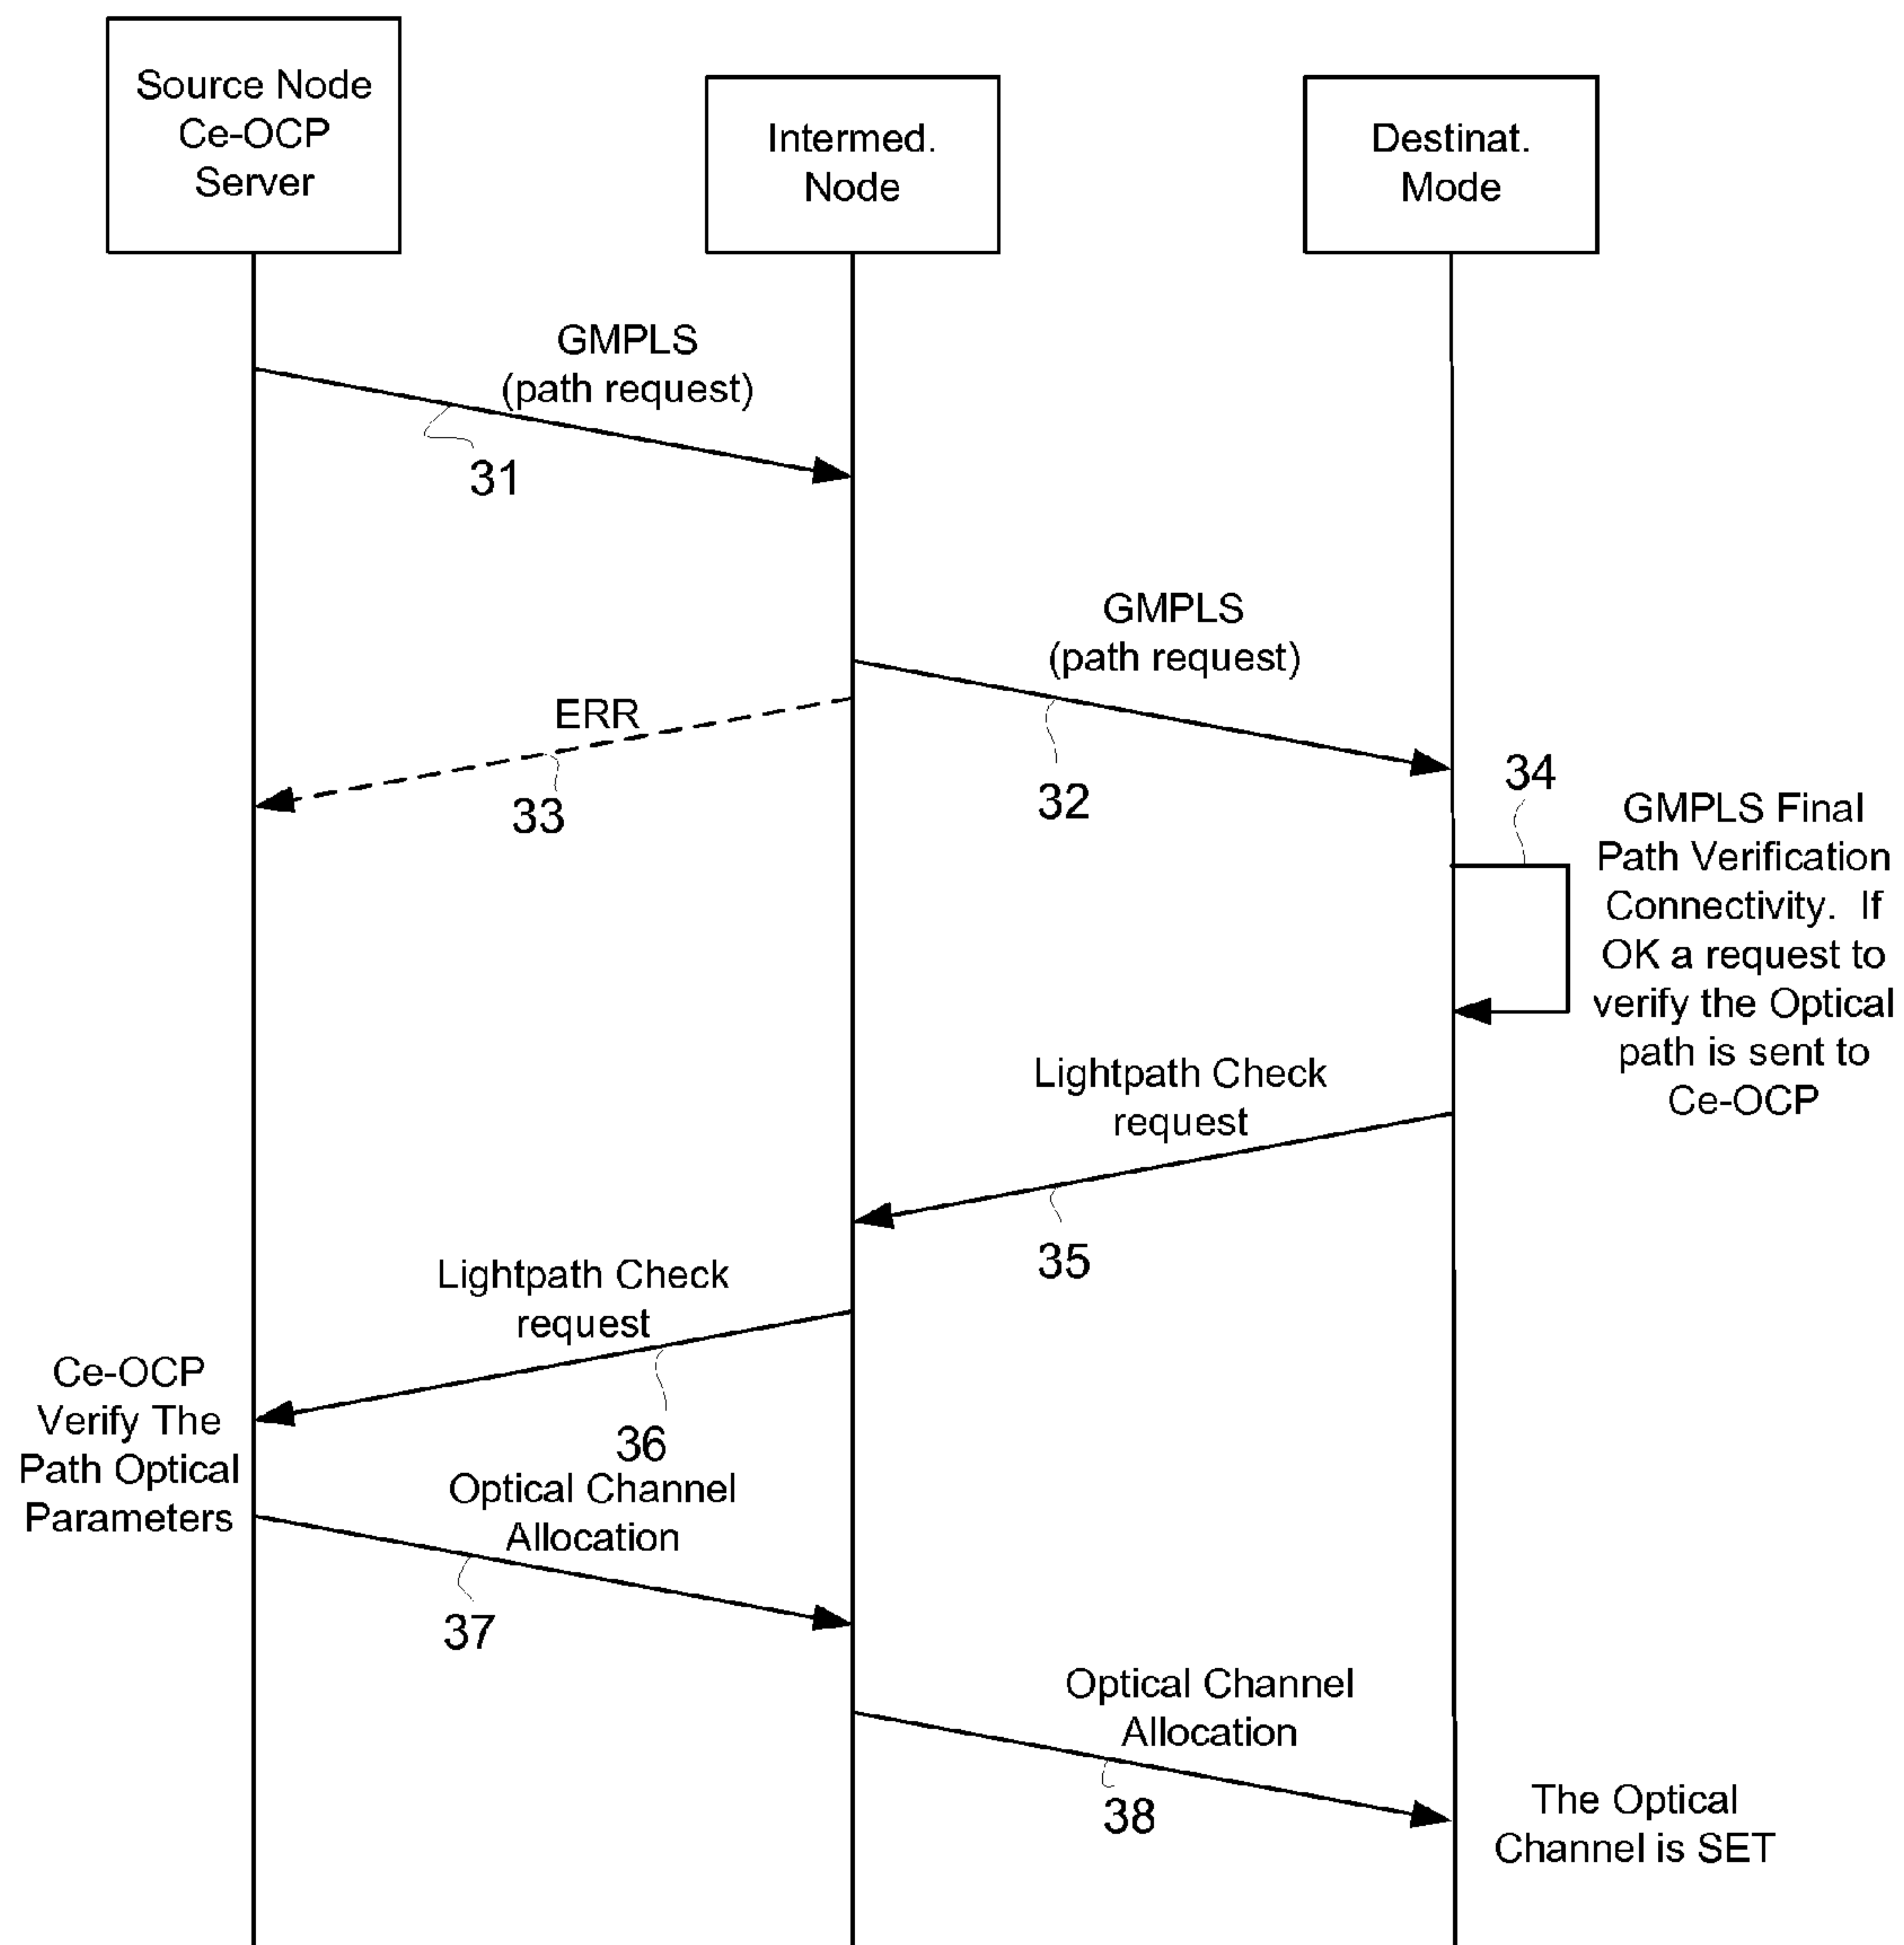 Source Node
Ce-OCP
Server
Intermed.
Node
Destinat.
Mode
GMPLS
(path request)
31
GMPLS
(path request)
32
ERR
33
34
GMPLS Final
Path Verification
Connectivity. If
OK a request to
verify the Optical
path is sent to
Ce-OCP
Lightpath Check
request
35
Lightpath Check
request
36
Ce-OCP
Verify The
Path Optical
Parameters
Optical Channel
Allocation
37
Optical Channel
Allocation
38
The Optical
Channel is SET